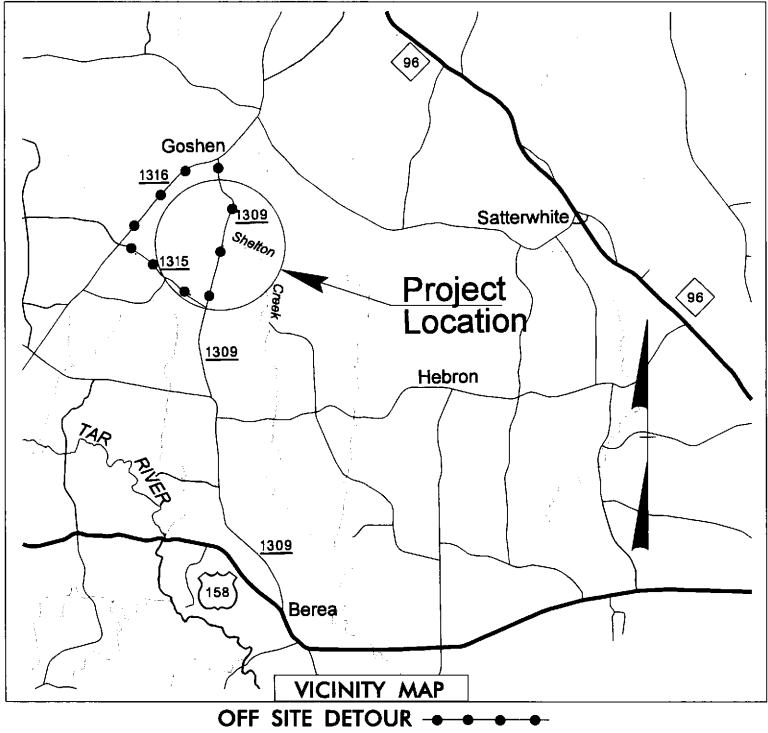 96
Goshen
1316
1309
Satterwhite
Shelton
1315
Creek
Project
Location
96
1309
Hebron
TAR
RIVER
1309
158
Berea
VICINITY MAP
OFF SITE DETOUR